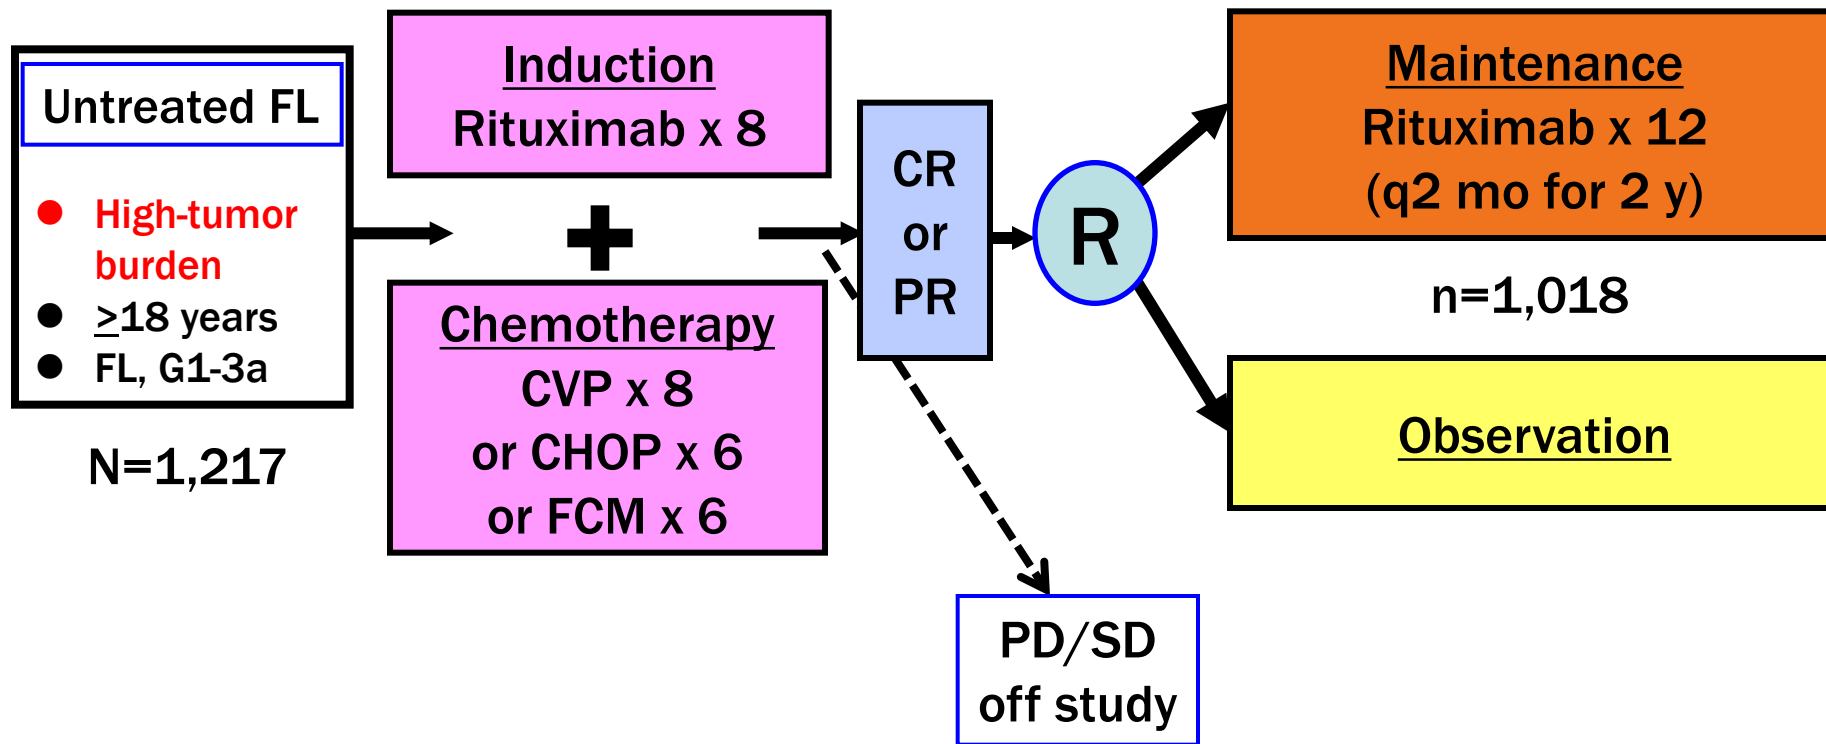 Untreated FL
High-tumor
burden
≥18 years
FL, G1-3a
N=1,217
Induction
Rituximab x 8
+
Chemotherapy
CVP x 8
or CHOP x 6
or FCM x 6
CR
or
PR
R
PD/SD
off study
Maintenance
Rituximab x 12
(q2 mo for 2 y)
n=1,018
Observation